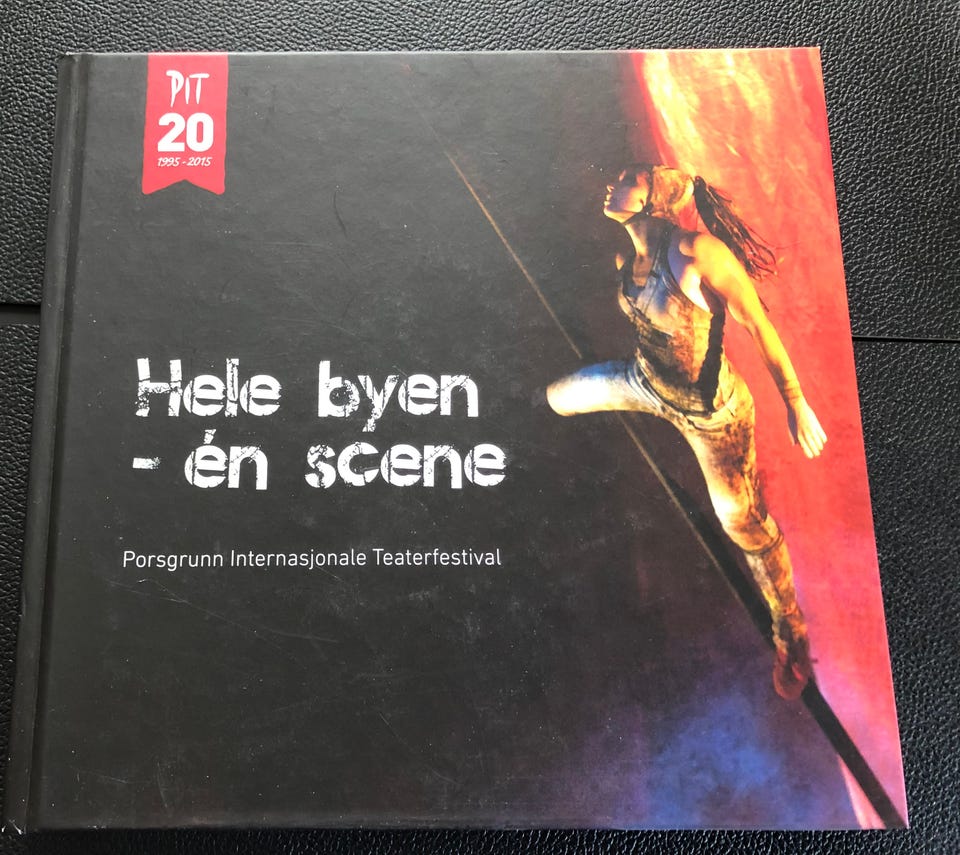 PIT
20
1995 - 2015
Hele byen
- én scene
Porsgrunn Internasjonale Teaterfestival